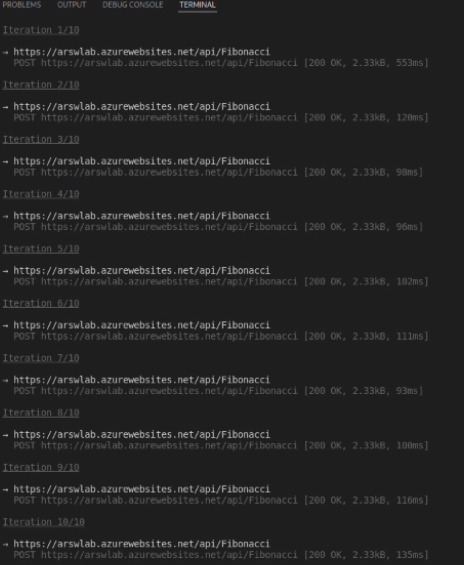 PROBLEMS OUTPUT DEBUG CONSOLE TERMINAL
Iteration 1/10
→ https://arswlab.azurewebsites.net/api/Fibonacci
POST https://arswlab.azurewebsites.net/api/Fibonacci [200 OK, 2.33kB, 553ms]
Iteration 2/10
→ https://arswlab.azurewebsites.net/api/Fibonacci
POST https://arswlab.azurewebsites.net/api/Fibonacci [200 OK, 2.33kB, 120ms]
Iteration 3/10
→ https://arswlab.azurewebsites.net/api/Fibonacci
POST https://arswlab.azurewebsites.net/api/Fibonacci [200 OK, 2.33kB, 98ms]
Iteration 4/10
→ https://arswlab.azurewebsites.net/api/Fibonacci
POST https://arswlab.azurewebsites.net/api/Fibonacci [200 OK, 2.33kB, 96ms]
Iteration 5/10
→ https://arswlab.azurewebsites.net/api/Fibonacci
POST https://arswlab.azurewebsites.net/api/Fibonacci [200 OK, 2.33kB, 102ms]
Iteration 6/10
→ https://arswlab.azurewebsites.net/api/Fibonacci
POST https://arswlab.azurewebsites.net/api/Fibonacci [200 OK, 2.33kB, 111ms]
Iteration 7/10
→ https://arswlab.azurewebsites.net/api/Fibonacci
POST https://arswlab.azurewebsites.net/api/Fibonacci [200 OK, 2.33kB, 93ms]
Iteration 8/10
→ https://arswlab.azurewebsites.net/api/Fibonacci
POST https://arswlab.azurewebsites.net/api/Fibonacci [200 OK, 2.33kB, 100ms]
Iteration 9/10
→ https://arswlab.azurewebsites.net/api/Fibonacci
POST https://arswlab.azurewebsites.net/api/Fibonacci [200 OK, 2.33kB, 116ms]
Iteration 10/10
→ https://arswlab.azurewebsites.net/api/Fibonacci
POST https://arswlab.azurewebsites.net/api/Fibonacci [200 OK, 2.33kB, 135ms]